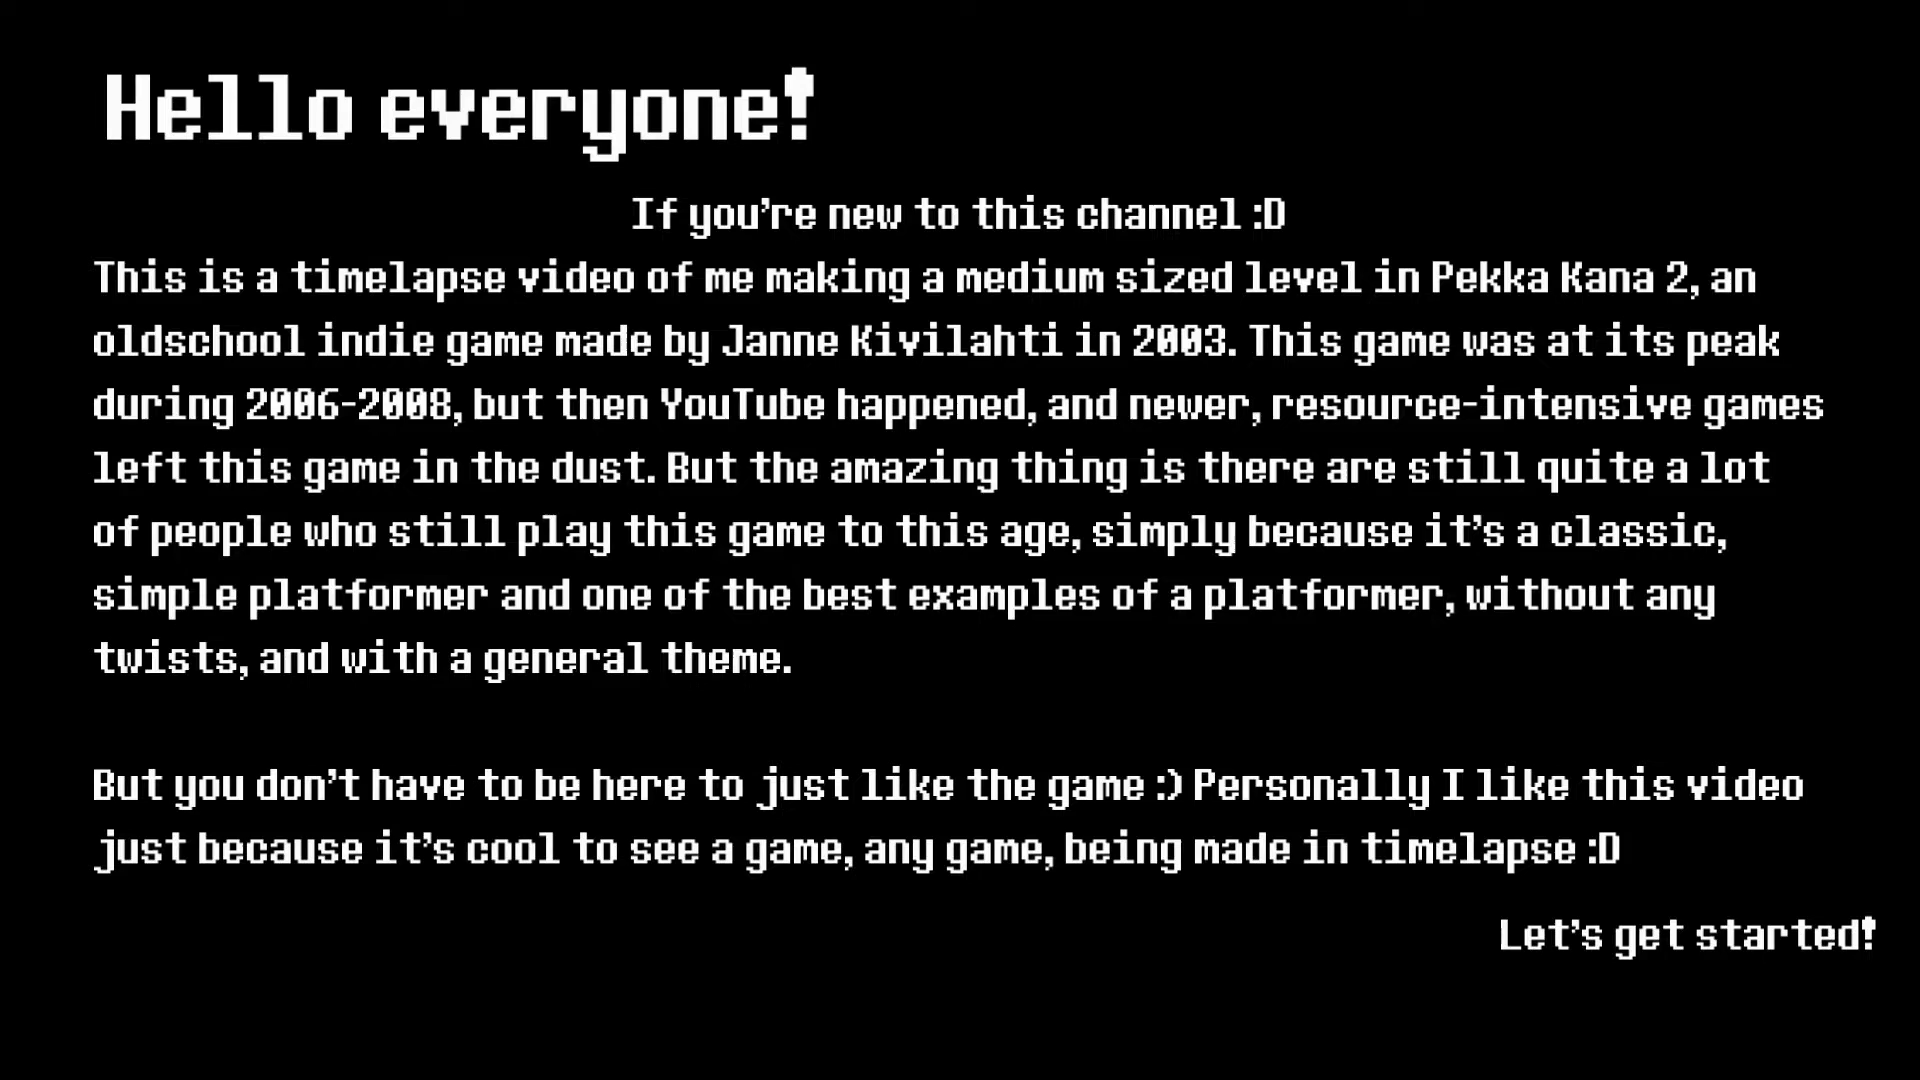 Hello everyone!
If you're new to this channel :D
This is a timelapse video of me making a medium sized level in Pekka Kana 2, an
oldschool indie game made by Janne Kivilahti in 2003. This game was at its peak
during 2006-2008, but then YouTube happened, and newer, resource-intensive games
left this game in the dust. But the amazing thing is there are still quite a lot
of people who still play this game to this age, simply because it's a classic,
simple platformer and one of the best examples of a platformer, without any
twists, and with a general theme.
But you don't have to be here to just like the game :) Personally I like this video
just because it's cool to see a game, any game, being made in timelapse :D
Let's get started!